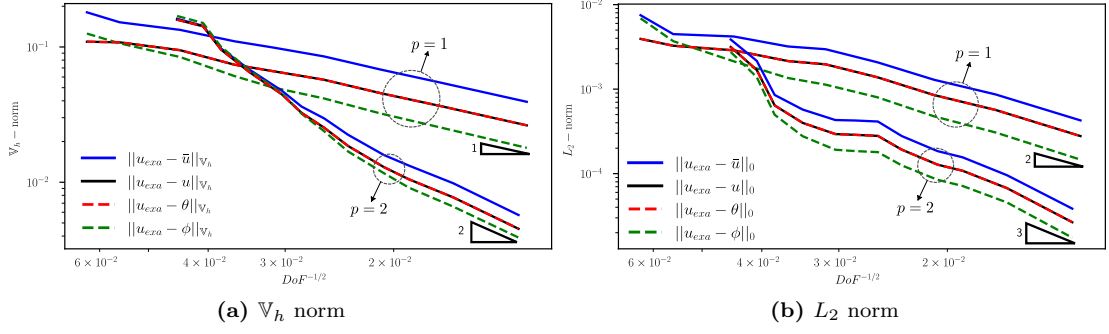 𝕍_h − norm
10^{-1}
10^{-2}
p = 1
p = 2
1
2
||u_{exa} − ū||_{𝕍_h}
||u_{exa} − u||_{𝕍_h}
||u_{exa} − θ||_{𝕍_h}
||u_{exa} − ϕ||_{𝕍_h}
6 × 10^{-2}
4 × 10^{-2}
3 × 10^{-2}
2 × 10^{-2}
DoF^{-1/2}
(a) 𝕍_h norm
L_2 − norm
10^{-2}
10^{-3}
10^{-4}
p = 1
p = 2
2
3
||u_{exa} − ū||_0
||u_{exa} − u||_0
||u_{exa} − θ||_0
||u_{exa} − ϕ||_0
6 × 10^{-2}
4 × 10^{-2}
3 × 10^{-2}
2 × 10^{-2}
DoF^{-1/2}
(b) L_2 norm